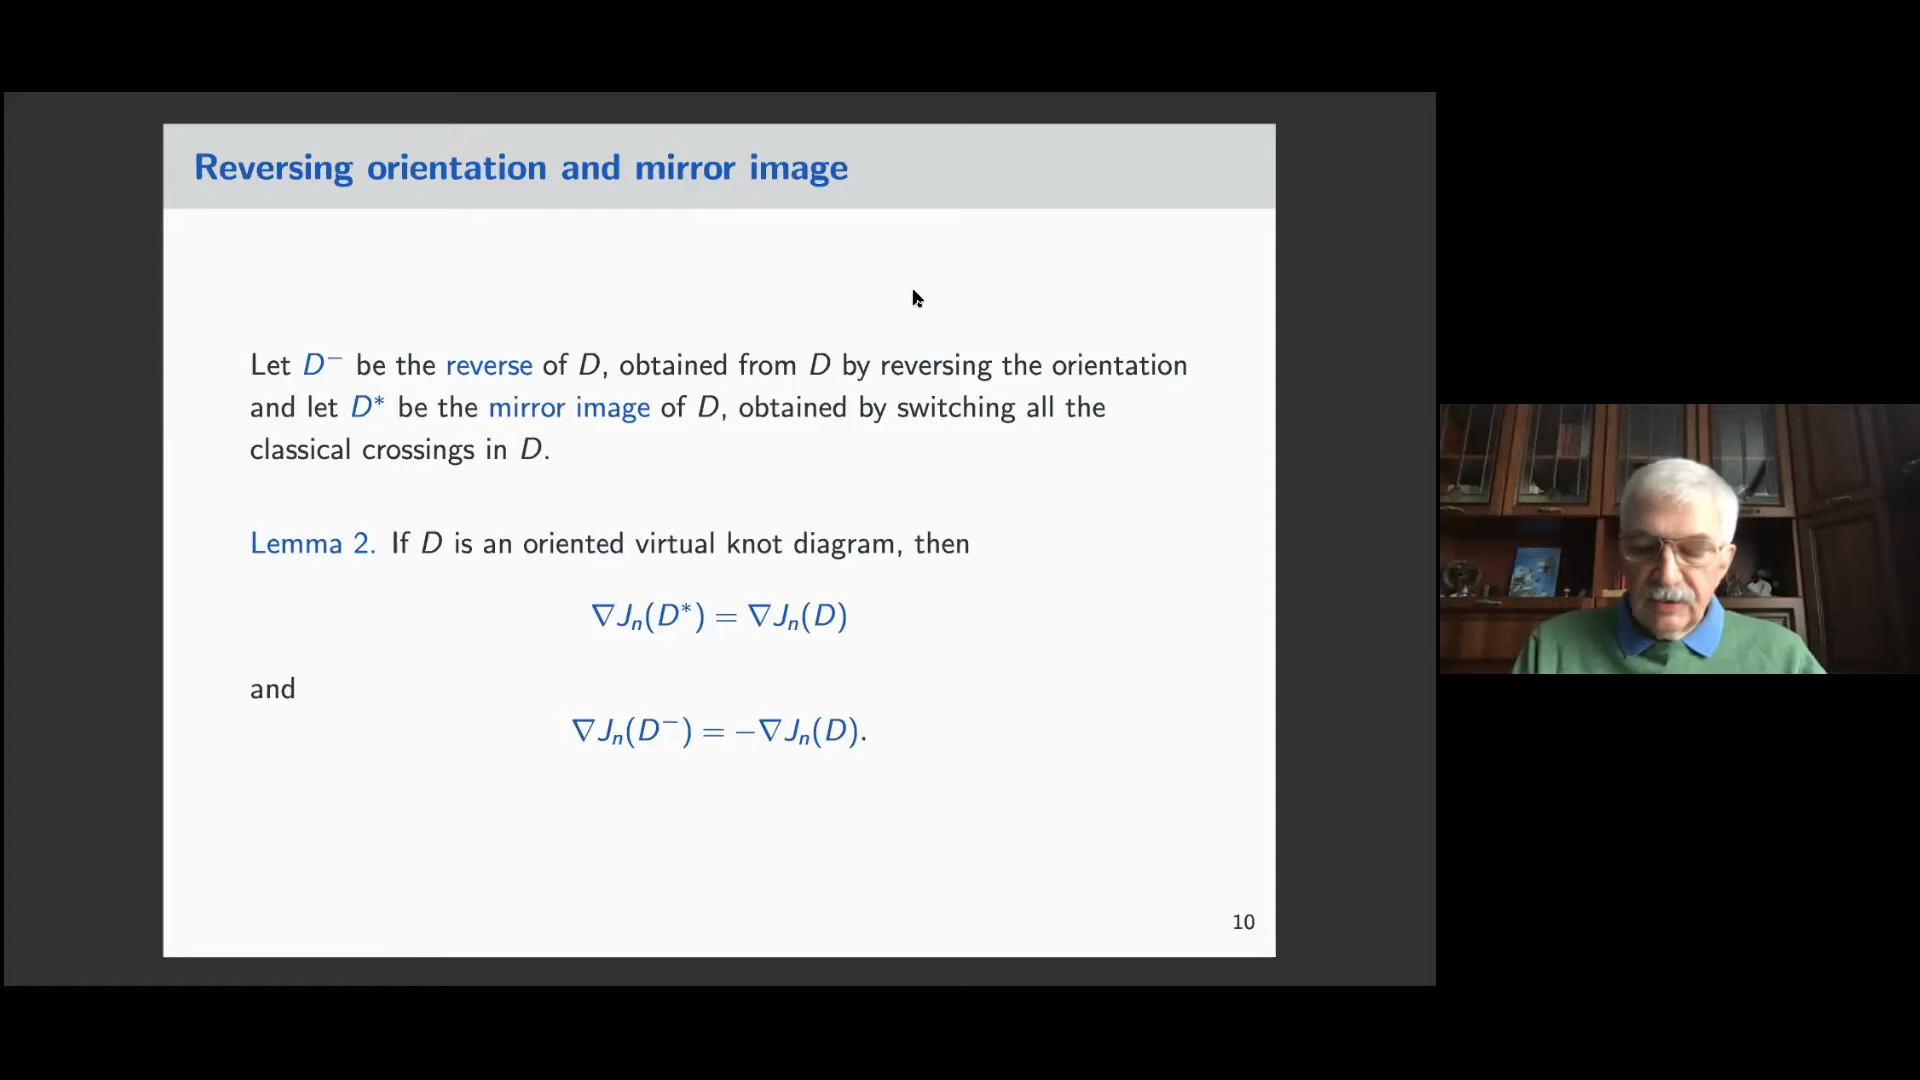 Reversing orientation and mirror image
Let D⁻ be the reverse of D, obtained from D by reversing the orientation
and let D* be the mirror image of D, obtained by switching all the
classical crossings in D.
Lemma 2. If D is an oriented virtual knot diagram, then
∇Jₙ(D*) = ∇Jₙ(D)
and
∇Jₙ(D⁻) = −∇Jₙ(D).
10